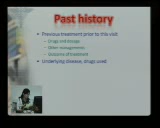 Past history
• Previous treatment prior to this visit
– Drugs and dosage
– Other managements
– Outcome of treatment
• Underlying disease, drugs used